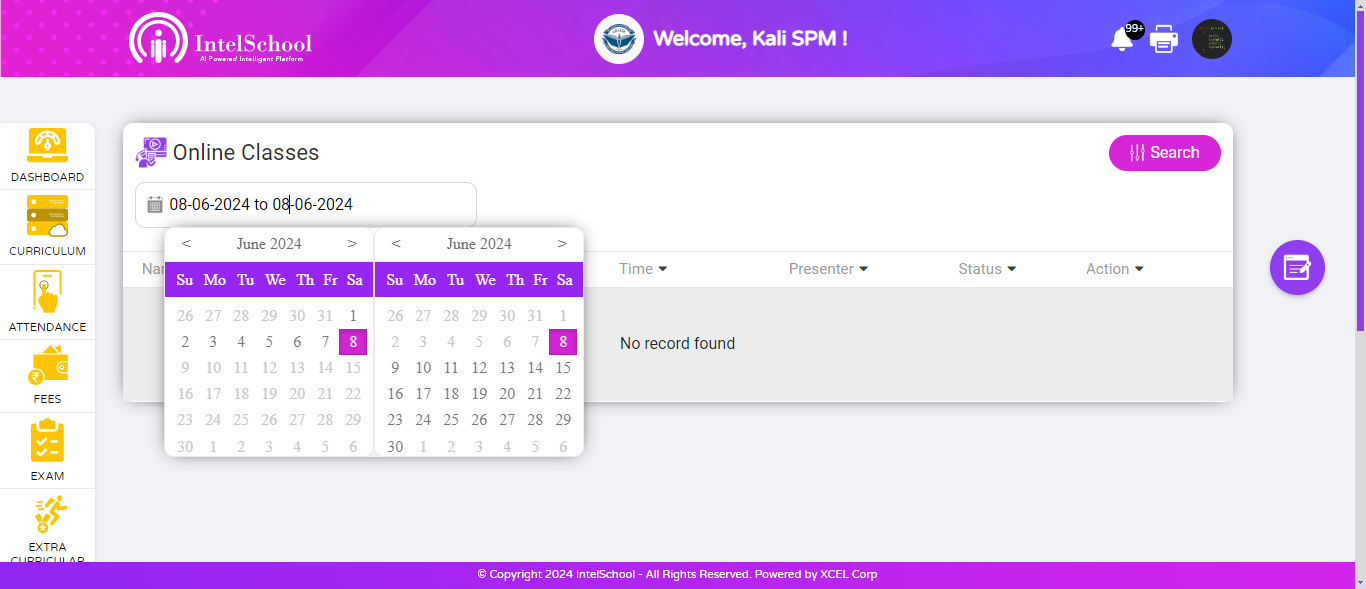 IntelSchool
AI Powered Intelligent Platform
Welcome, Kali SPM !
99+
Online Classes
Search
08-06-2024 to 08-06-2024
DASHBOARD
CURRICULUM
ATTENDANCE
FEES
EXAM
EXTRA
CURRICULAR
< June 2024 >
Su Mo Tu We Th Fr Sa
26 27 28 29 30 31 1
2 3 4 5 6 7 8
9 10 11 12 13 14 15
16 17 18 19 20 21 22
23 24 25 26 27 28 29
30 1 2 3 4 5 6
< June 2024 >
Su Mo Tu We Th Fr Sa
26 27 28 29 30 31 1
2 3 4 5 6 7 8
9 10 11 12 13 14 15
16 17 18 19 20 21 22
23 24 25 26 27 28 29
30 1 2 3 4 5 6
Time Presenter Status Action
No record found
© Copyright 2024 IntelSchool - All Rights Reserved. Powered by XCEL Corp